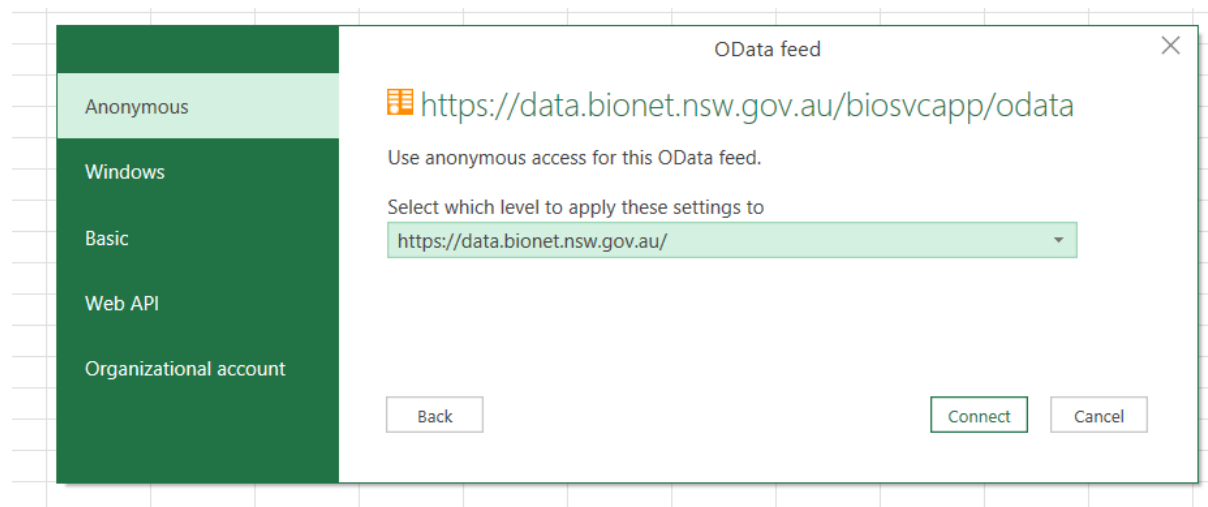 OData feed
Anonymous
https://data.bionet.nsw.gov.au/biosvcapp/odata
Use anonymous access for this OData feed.
Windows
Select which level to apply these settings to
Basic
https://data.bionet.nsw.gov.au/
Web API
Organizational account
Back
Connect
Cancel